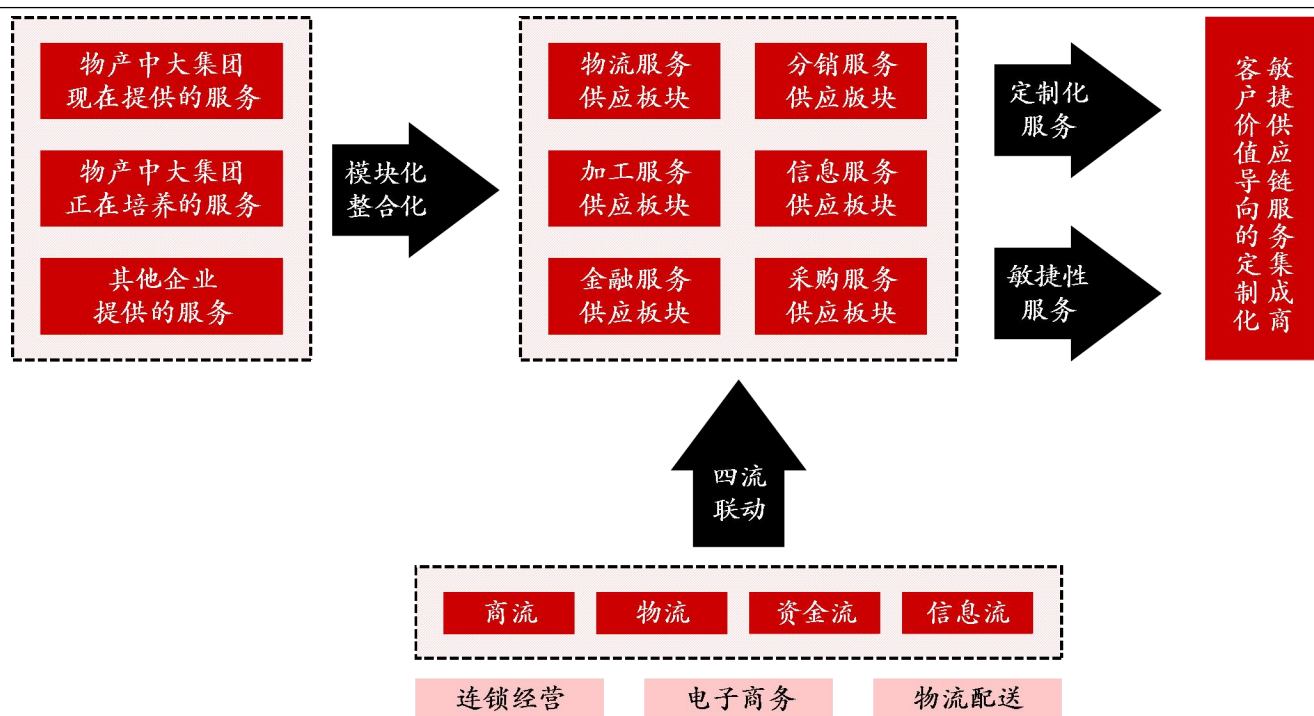 物产中大集团
现在提供的服务
物产中大集团
正在培养的服务
其他企业
提供的服务
模块化
整合化
物流服务
供应板块
分销服务
供应版块
加工服务
供应板块
信息服务
供应板块
金融服务
供应板块
采购服务
供应板块
定制化
服务
敏捷性
服务
客户价值导向的定制化
敏捷供应链服务集成商
四流
联动
商流
物流
资金流
信息流
连锁经营
电子商务
物流配送